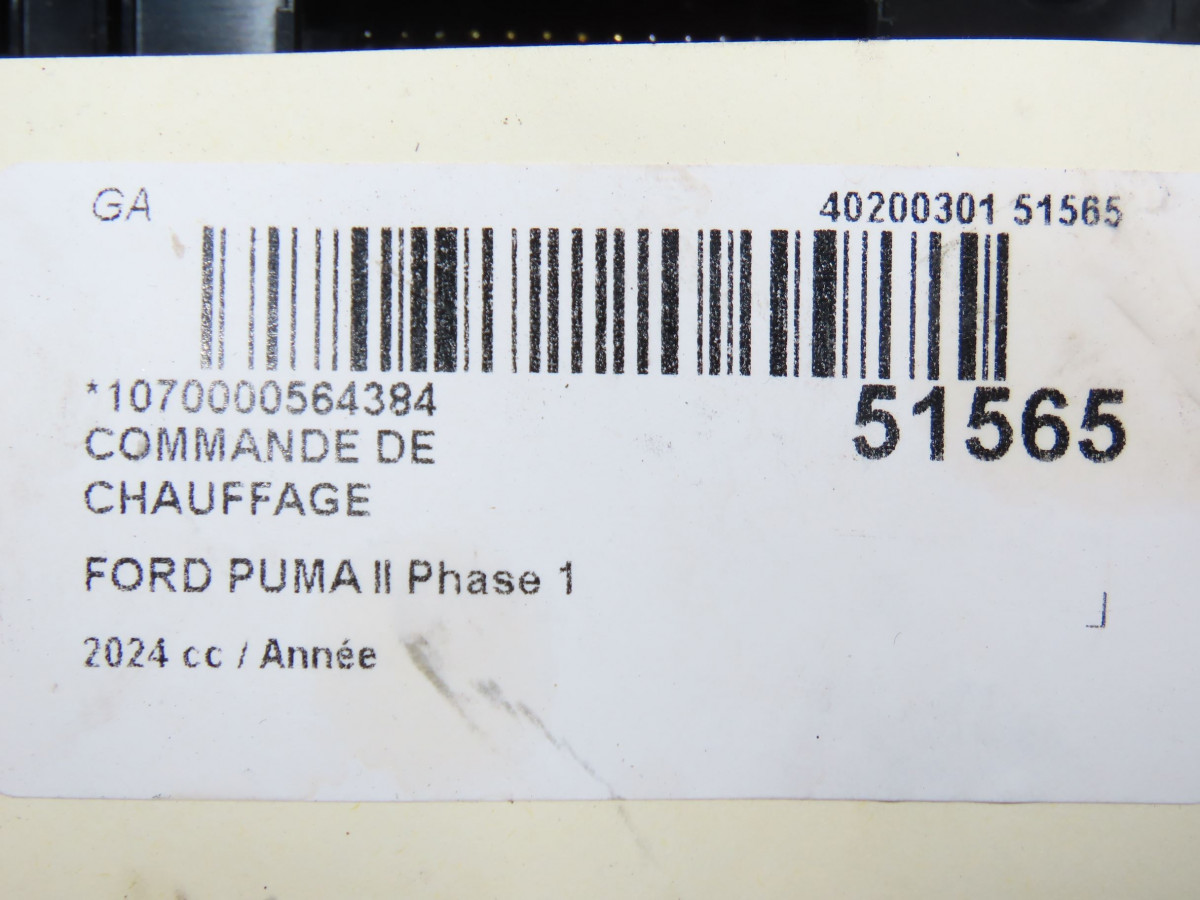 GA
40200301 51565
*1070000564384
51565
COMMANDE DE
CHAUFFAGE
FORD PUMA II Phase 1
2024 cc / Année